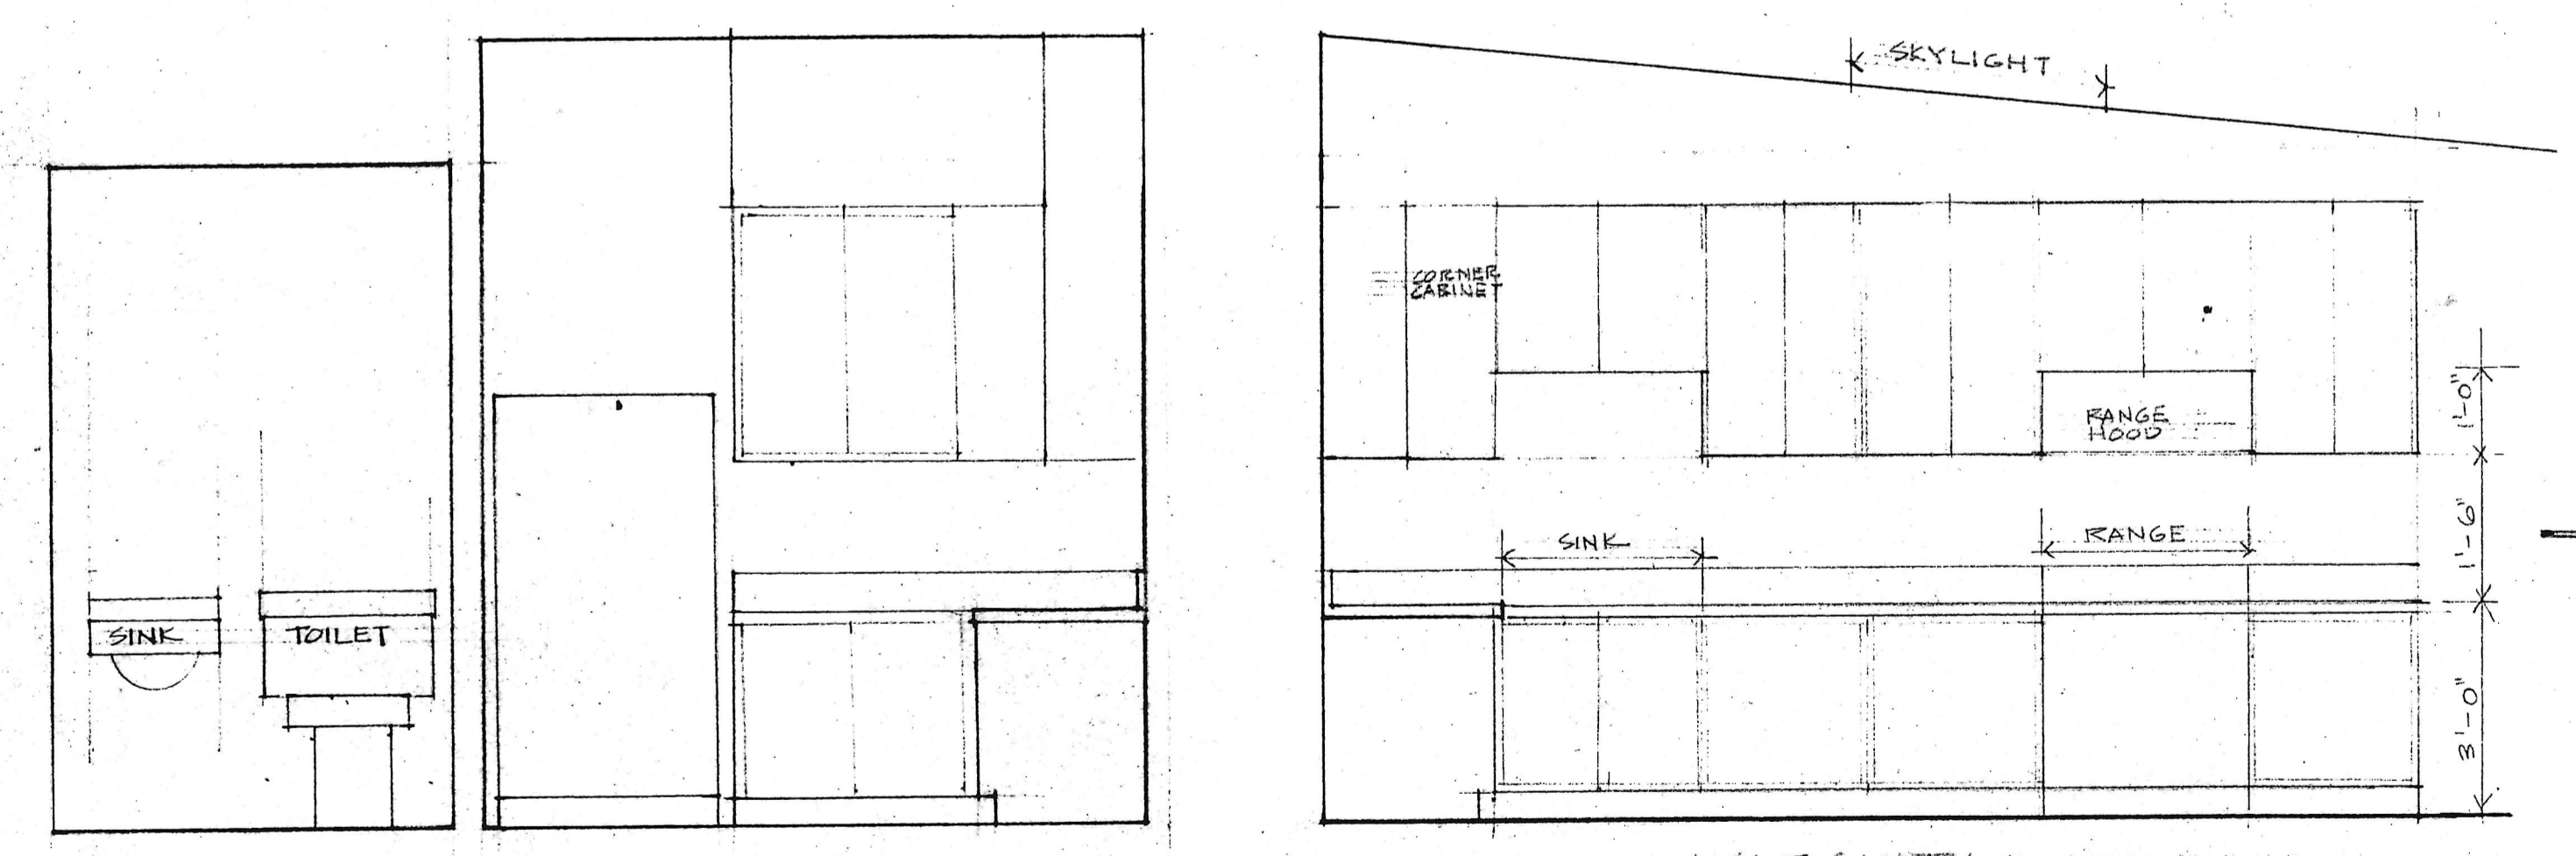 SKYLIGHT
CORNER
CABINET
RANGE
HOOD
1'-0"
1'-6"
3'-0"
SINK
RANGE
SINK
TOILET